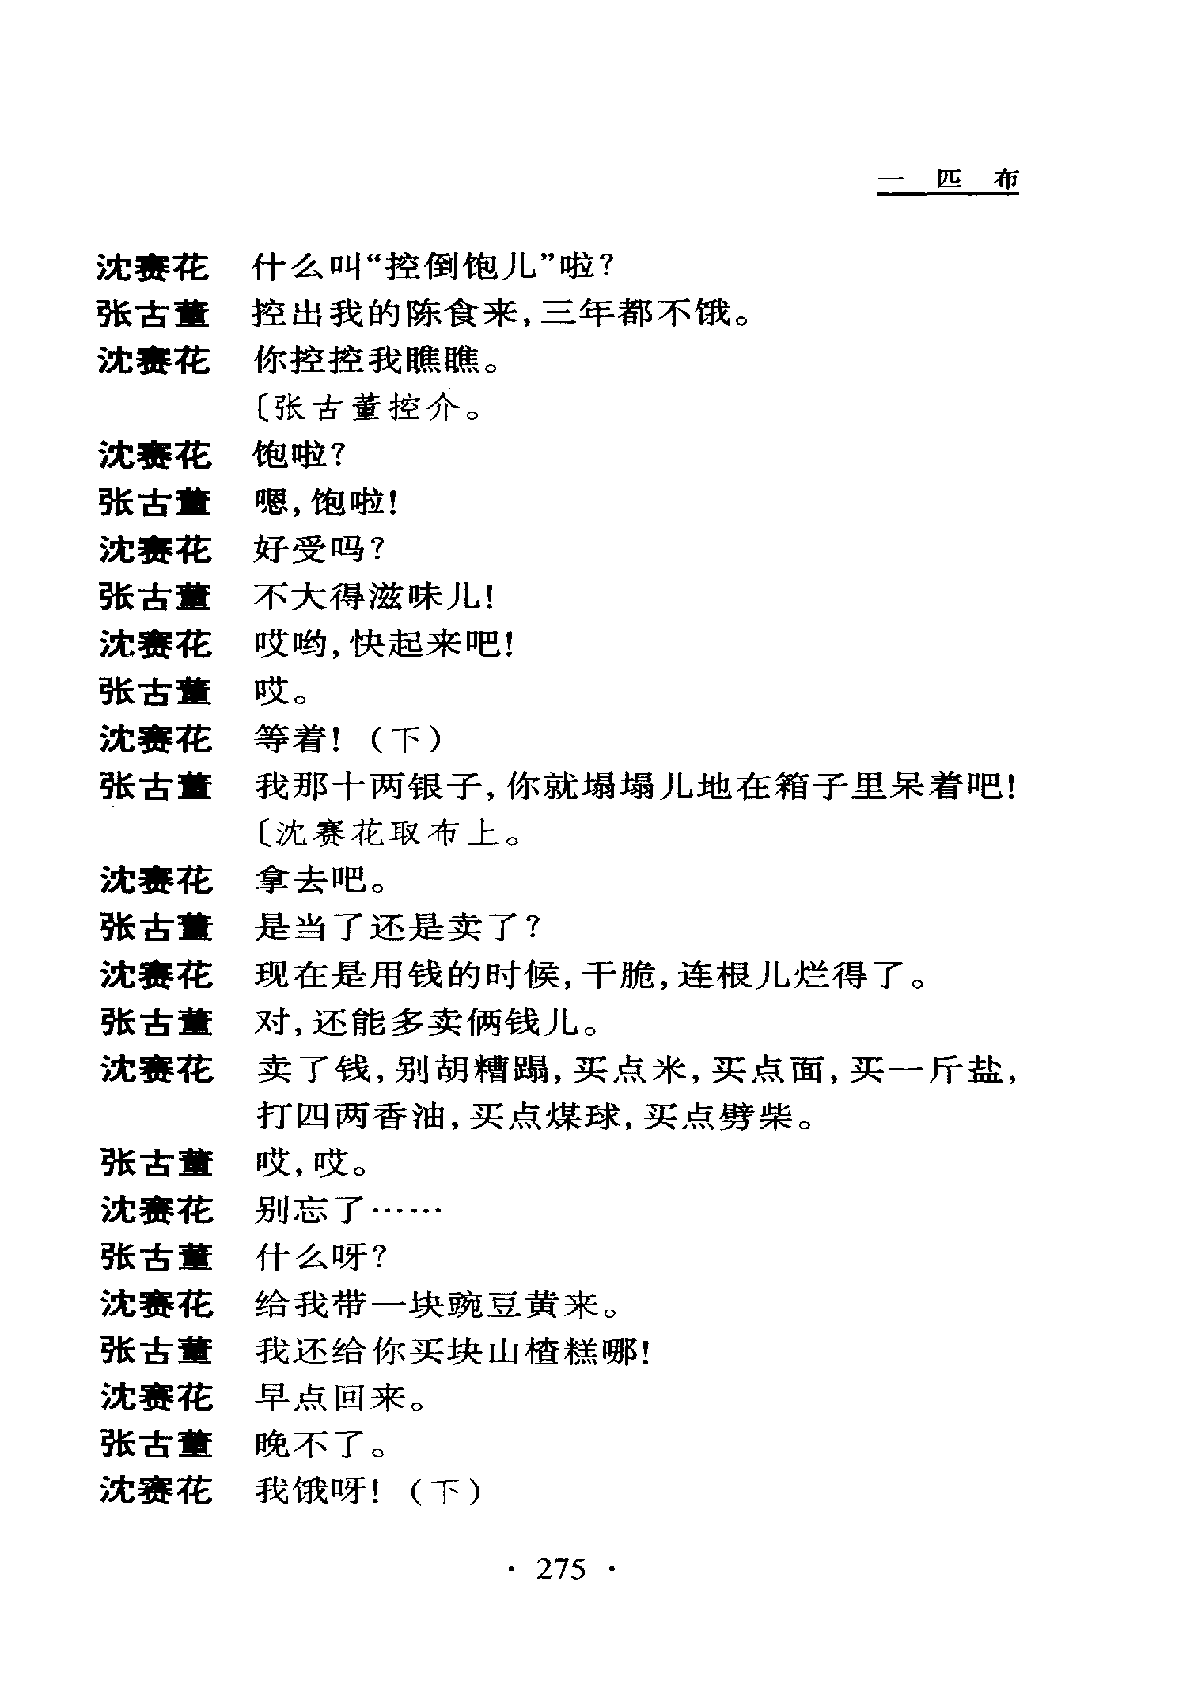 一 匹 布
沈赛花 什么叫“控倒饱儿”啦?
张古董 控出我的陈食来,三年都不饿。
沈赛花 你控控我瞧瞧。
〔张古董控介。
沈赛花 饱啦?
张古董 嗯,饱啦!
沈赛花 好受吗?
张古董 不大得滋味儿!
沈赛花 哎哟,快起来吧!
张古董 哎。
沈赛花 等着!(下)
张古董 我那十两银子,你就塌塌儿地在箱子里呆着吧!
〔沈赛花取布上。
沈赛花 拿去吧。
张古董 是当了还是卖了?
沈赛花 现在是用钱的时候,干脆,连根儿烂得了。
张古董 对,还能多卖俩钱儿。
沈赛花 卖了钱,别胡糟蹋,买点米,买点面,买一斤盐,
打四两香油,买点煤球,买点劈柴。
张古董 哎,哎。
沈赛花 别忘了……
张古董 什么呀?
沈赛花 给我带一块豌豆黄来。
张古董 我还给你买块山楂糕哪!
沈赛花 早点回来。
张古董 晚不了。
沈赛花 我饿呀!(下)
· 275 ·